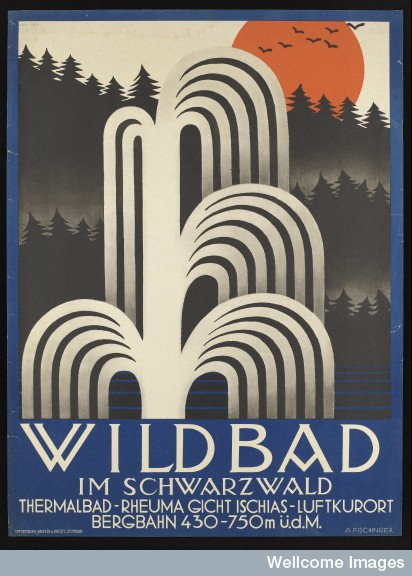 WILDBAD
IM SCHWARZWALD
THERMALBAD-RHEUMA GICHT ISCHIAS-LUFTKURORT
BERGBAHN 430-750m ü.d.M.
A. FISCHINGER
Wellcome Images